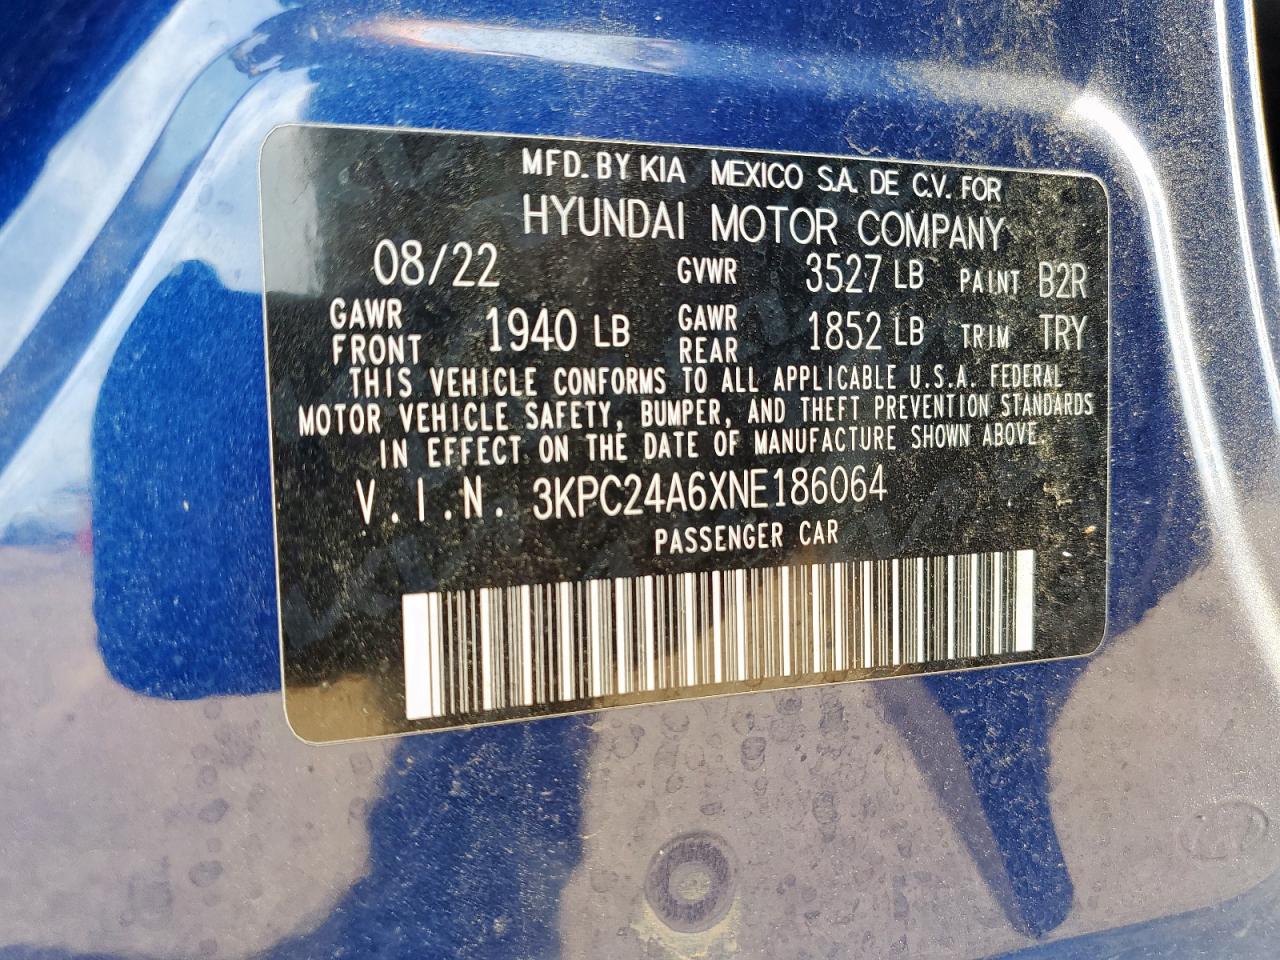 MFD. BY KIA MEXICO S.A. DE C.V. FOR
HYUNDAI MOTOR COMPANY
08/22 GVWR 3527 LB PAINT B2R
GAWR FRONT 1940 LB GAWR REAR 1852 LB TRIM TRY
THIS VEHICLE CONFORMS TO ALL APPLICABLE U.S.A. FEDERAL
MOTOR VEHICLE SAFETY, BUMPER, AND THEFT PREVENTION STANDARDS
IN EFFECT ON THE DATE OF MANUFACTURE SHOWN ABOVE.
V.I.N. 3KPC24A6XNE186064
PASSENGER CAR